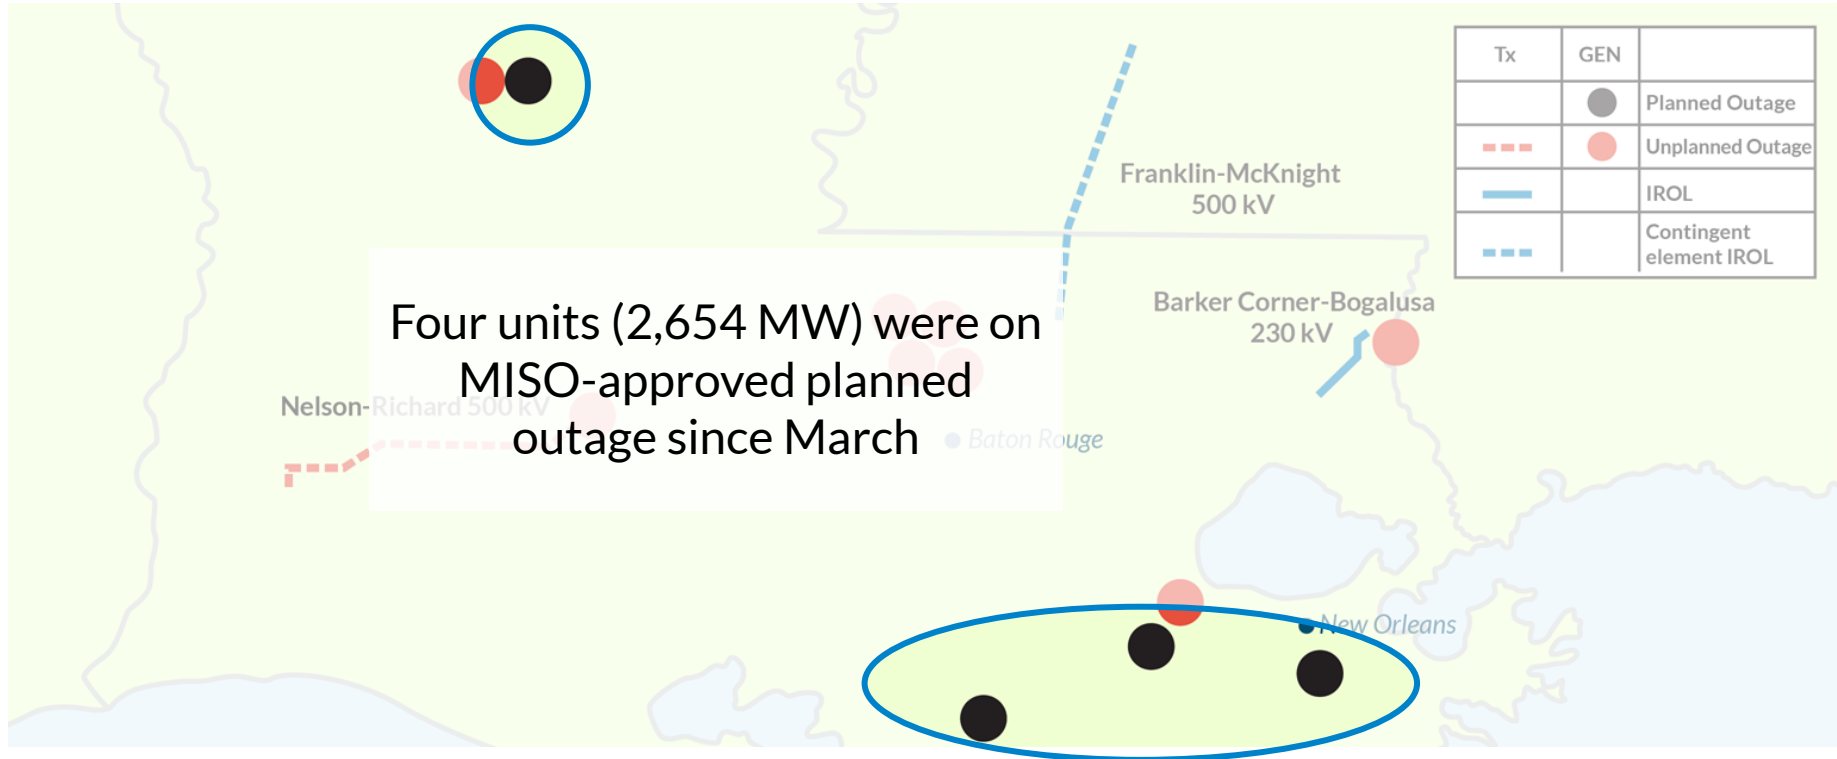 Tx GEN
Planned Outage
Unplanned Outage
IROL
Contingent
element IROL
Franklin-McKnight
500 kV
Barker Corner-Bogalusa
230 kV
Four units (2,654 MW) were on
MISO-approved planned
outage since March
Nelson-Richard 500 kV
Baton Rouge
New Orleans